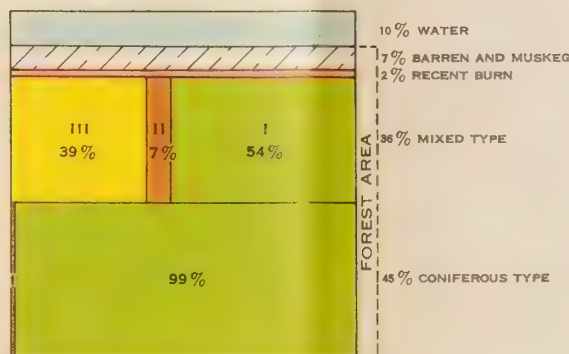 10% WATER
7% BARREN AND MUSKEG
2% RECENT BURN
III
II
I
39%
7%
54%
36% MIXED TYPE
FOREST AREA
99%
45% CONIFEROUS TYPE